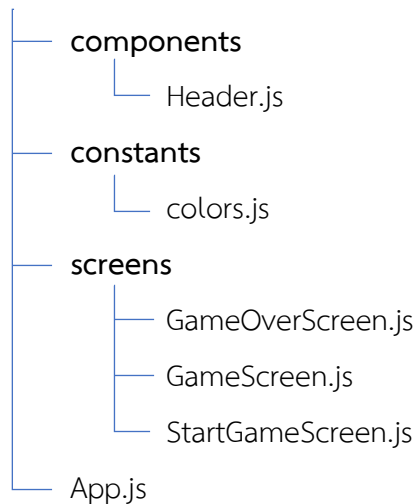 components
Header.js
constants
colors.js
screens
GameOverScreen.js
GameScreen.js
StartGameScreen.js
App.js